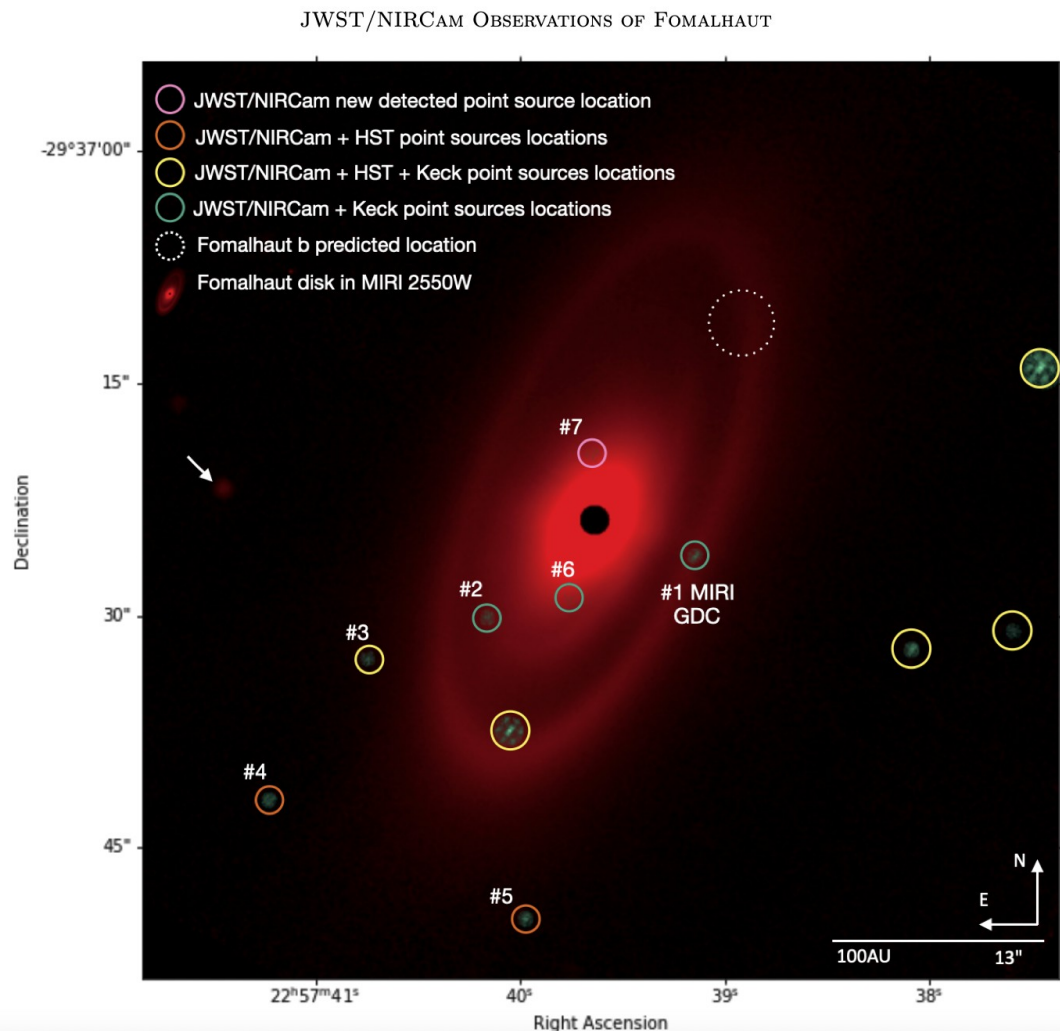 JWST/NIRCam Observations of Fomalhaut
JWST/NIRCam new detected point source location
JWST/NIRCam + HST point sources locations
JWST/NIRCam + HST + Keck point sources locations
JWST/NIRCam + Keck point sources locations
Fomalhaut b predicted location
Fomalhaut disk in MIRI 2550W
-29°37'00"
15"
30"
45"
Declination
#7
#6
#2
#1 MIRI
GDC
#3
#4
#5
N
E
100AU 13"
22ʰ57ᵐ41ˢ 40ˢ 39ˢ 38ˢ
Right Ascension